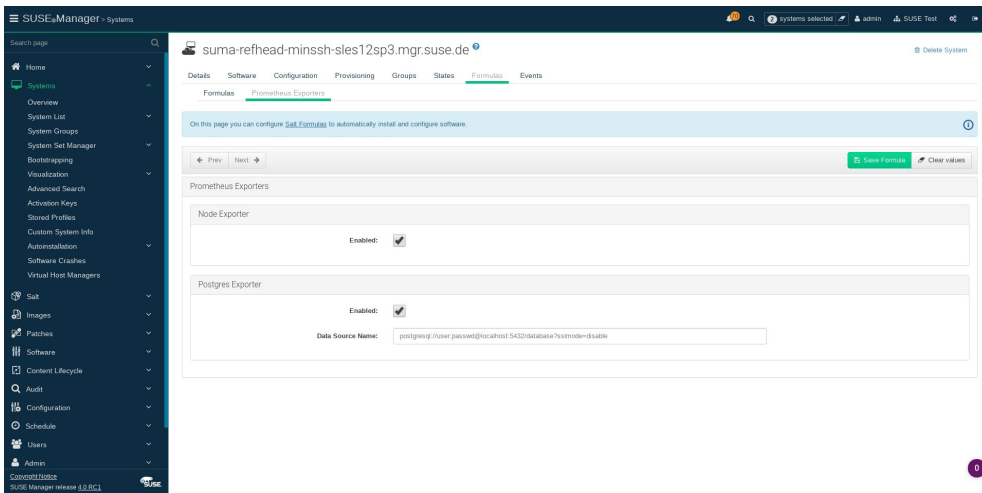 SUSE®Manager > Systems
70
2 systems selected
admin
SUSE Test
Search page
Home
Systems
Overview
System List
System Groups
System Set Manager
Bootstrapping
Visualization
Advanced Search
Activation Keys
Stored Profiles
Custom System Info
Autoinstallation
Software Crashes
Virtual Host Managers
Salt
Images
Patches
Software
Content Lifecycle
Audit
Configuration
Schedule
Users
Admin
Copyright Notice
SUSE Manager release 4.0 RC1
SUSE
suma-refhead-minssh-sles12sp3.mgr.suse.de ?
Delete System
Details Software Configuration Provisioning Groups States Formulas Events
Formulas Prometheus Exporters
On this page you can configure Salt Formulas to automatically install and configure software.
Prev Next
Save Formula Clear values
Prometheus Exporters
Node Exporter
Enabled:
Postgres Exporter
Enabled:
Data Source Name: postgresql://user:passwd@localhost:5432/database?sslmode=disable
0